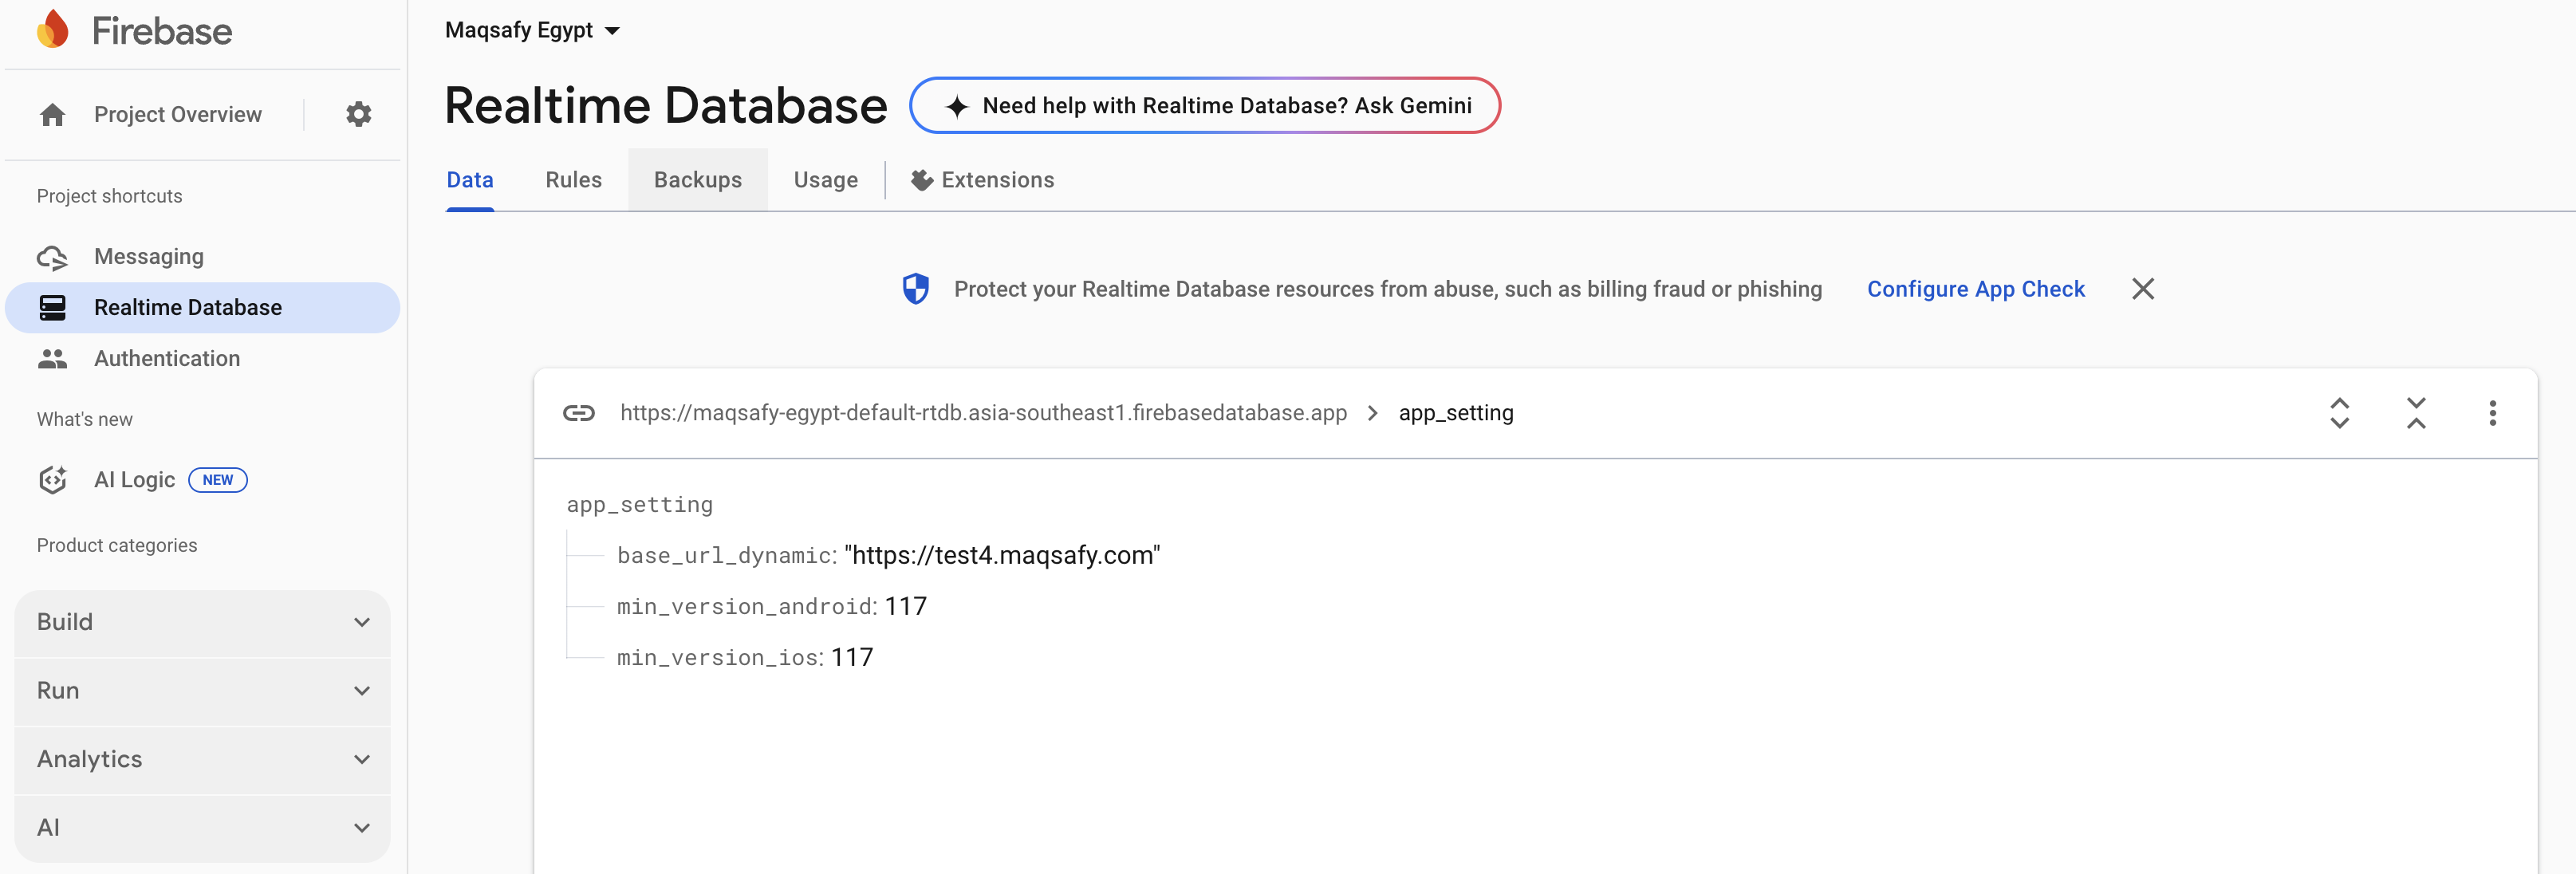 Firebase
Project Overview
Project shortcuts
Messaging
Realtime Database
Authentication
What's new
AI Logic NEW
Product categories
Build
Run
Analytics
AI
Maqsafy Egypt
Realtime Database
Need help with Realtime Database? Ask Gemini
Data Rules Backups Usage Extensions
Protect your Realtime Database resources from abuse, such as billing fraud or phishing Configure App Check
https://maqsafy-egypt-default-rtdb.asia-southeast1.firebasedatabase.app > app_setting
app_setting
base_url_dynamic: "https://test4.maqsafy.com"
min_version_android: 117
min_version_ios: 117